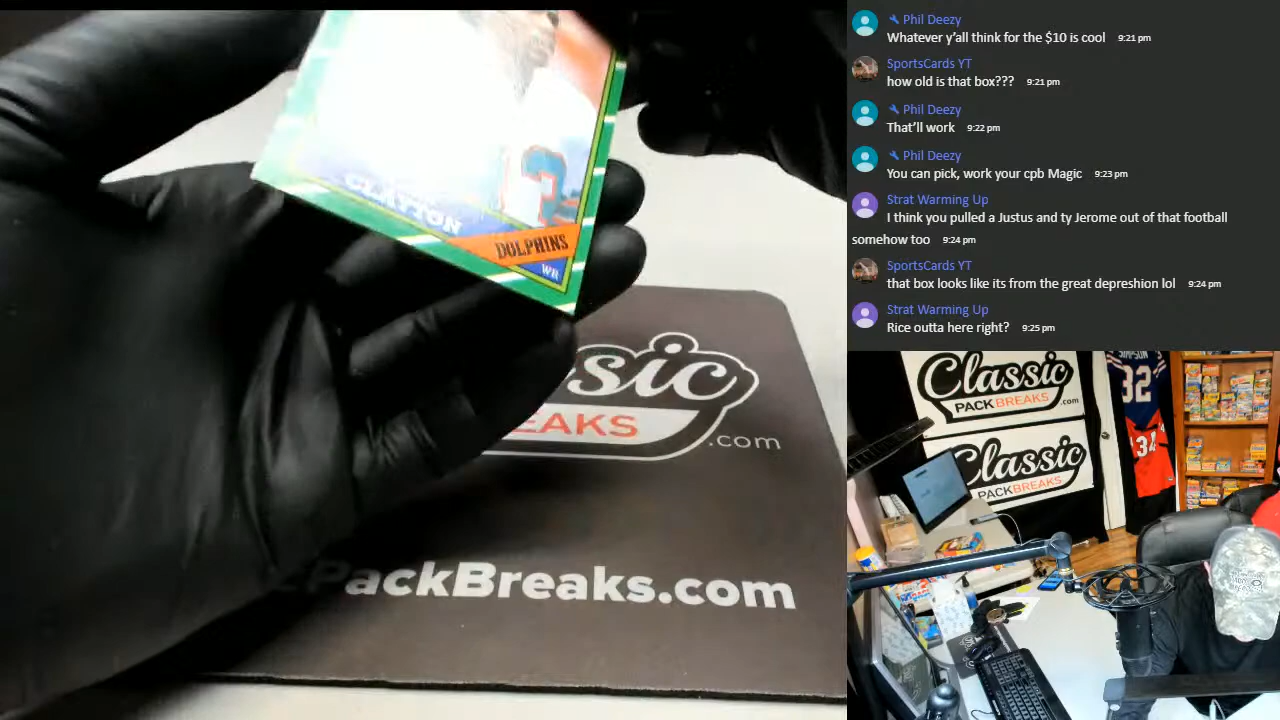 CLAYTON
DOLPHINS
WR
ssic
EAKS
.com
PackBreaks.com
Phil Deezy
Whatever y'all think for the $10 is cool 9:21 pm
SportsCards YT
how old is that box??? 9:21 pm
Phil Deezy
That'll work 9:22 pm
Phil Deezy
You can pick, work your cpb Magic 9:23 pm
Strat Warming Up
I think you pulled a Justus and ty Jerome out of that football
somehow too 9:24 pm
SportsCards YT
that box looks like its from the great depreshion lol 9:24 pm
Strat Warming Up
Rice outta here right? 9:25 pm
Classic
PACKBREAKS.com
Classic
PACKBREAKS
.com
SIMPSON
32
34